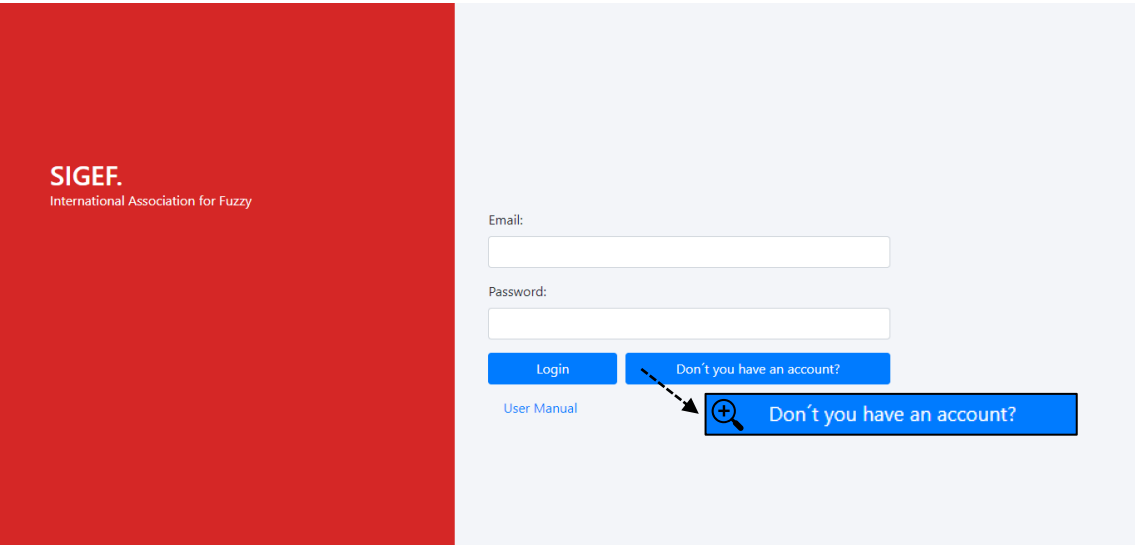 SIGEF.
International Association for Fuzzy
Email:
Password:
Login
Don´t you have an account?
User Manual
Don´t you have an account?